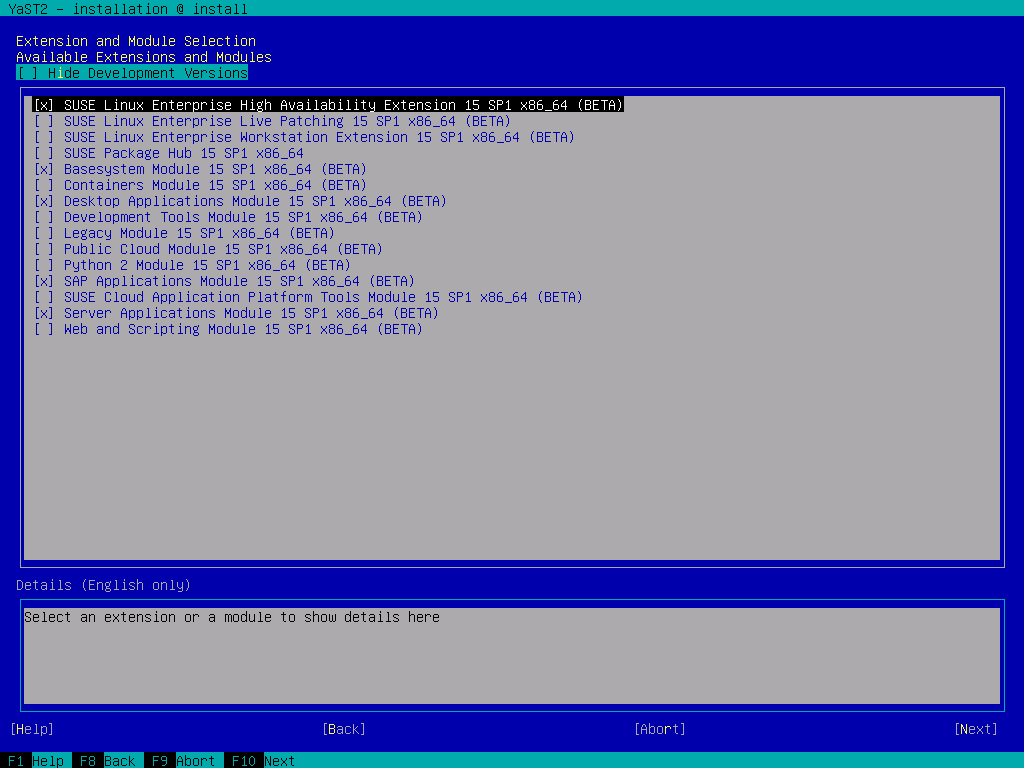 YaST2 - installation @ install
Extension and Module Selection
Available Extensions and Modules
[ ] Hide Development Versions
[x] SUSE Linux Enterprise High Availability Extension 15 SP1 x86_64 (BETA)
[ ] SUSE Linux Enterprise Live Patching 15 SP1 x86_64 (BETA)
[ ] SUSE Linux Enterprise Workstation Extension 15 SP1 x86_64 (BETA)
[ ] SUSE Package Hub 15 SP1 x86_64
[x] Basesystem Module 15 SP1 x86_64 (BETA)
[ ] Containers Module 15 SP1 x86_64 (BETA)
[x] Desktop Applications Module 15 SP1 x86_64 (BETA)
[ ] Development Tools Module 15 SP1 x86_64 (BETA)
[ ] Legacy Module 15 SP1 x86_64 (BETA)
[ ] Public Cloud Module 15 SP1 x86_64 (BETA)
[ ] Python 2 Module 15 SP1 x86_64 (BETA)
[x] SAP Applications Module 15 SP1 x86_64 (BETA)
[ ] SUSE Cloud Application Platform Tools Module 15 SP1 x86_64 (BETA)
[x] Server Applications Module 15 SP1 x86_64 (BETA)
[ ] Web and Scripting Module 15 SP1 x86_64 (BETA)
Details (English only)
Select an extension or a module to show details here
[Help] [Back] [Abort] [Next]
F1 Help F8 Back F9 Abort F10 Next